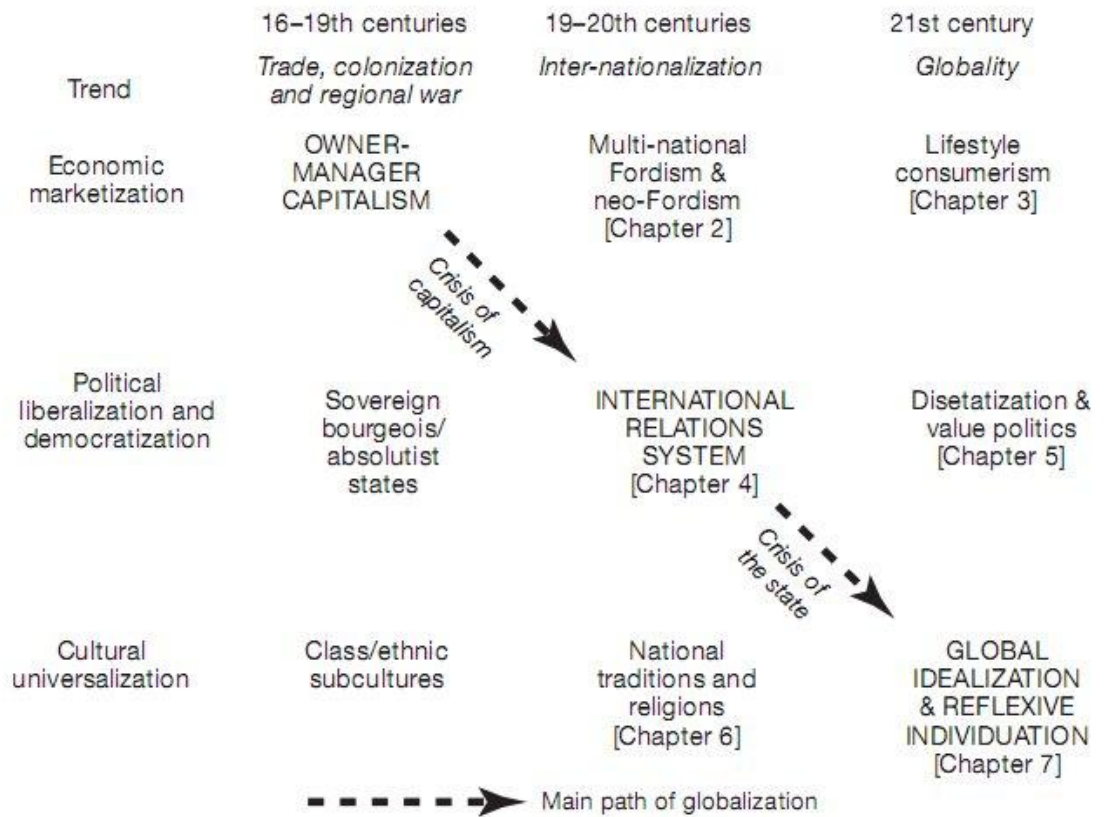 16–19th centuries
19–20th centuries
21st century
Trend
Trade, colonization
and regional war
Inter-nationalization
Globality
Economic
marketization
OWNER-
MANAGER
CAPITALISM
Multi-national
Fordism &
neo-Fordism
[Chapter 2]
Lifestyle
consumerism
[Chapter 3]
Crisis of
capitalism
Political
liberalization and
democratization
Sovereign
bourgeois/
absolutist
states
INTERNATIONAL
RELATIONS
SYSTEM
[Chapter 4]
Disetatization &
value politics
[Chapter 5]
Crisis of
the state
Cultural
universalization
Class/ethnic
subcultures
National
traditions and
religions
[Chapter 6]
GLOBAL
IDEALIZATION
& REFLEXIVE
INDIVIDUATION
[Chapter 7]
Main path of globalization